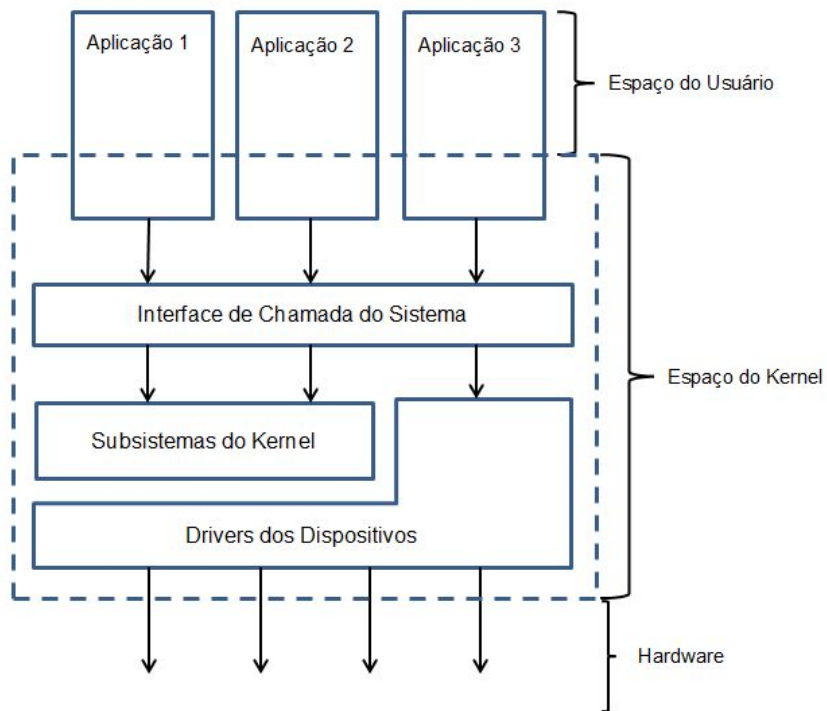 Aplicação 1
Aplicação 2
Aplicação 3
Espaço do Usuário
Interface de Chamada do Sistema
Espaço do Kernel
Subsistemas do Kernel
Drivers dos Dispositivos
Hardware